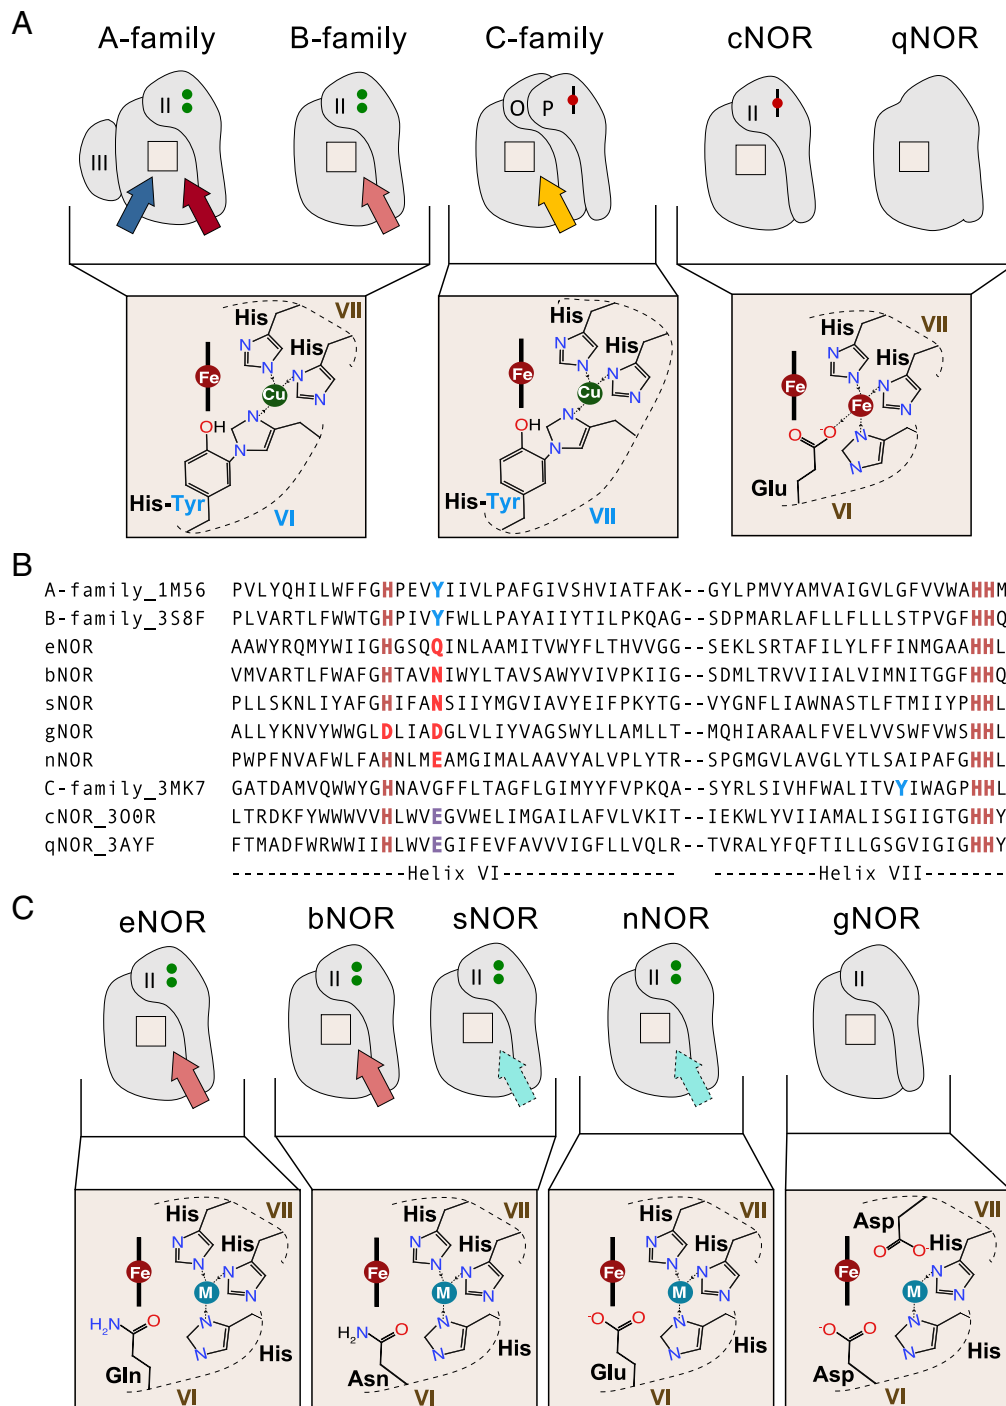 A
A-family B-family C-family cNOR qNOR
III II II O P II
His VII His Fe Cu OH N N N N N His-Tyr VI
His His Fe Cu OH N N N N N His-Tyr VII
His VII His Fe Fe O O - N N N N N N Glu VI
B
A-family_1M56 PVLYQHILWFFGHPEVYIIVLPAFGIVSHVIATFAK--GYLPMVYAMVAIGVLGFVVWAHHM
B-family_3S8F PLVARTLFWWTGHPIVYFWLLPAYAIIYTILPKQAG--SDPMARLAFLLFLLLSTPVGFHHQ
eNOR AAWYRQMYWIIGHGSQQINLAAMITVWYFLTHVVGG--SEKLSRTAFILYLFFINMGAAHHL
bNOR VMVARTLFWAFGHTAVNIWYLTAVSAWYVIVPKIIG--SDMLTRVVIIALVIMNITGGFHHQ
sNOR PLLSKNLIYAFGHIFANSIIYMGVIAVYEIFPKYTG--VYGNFLIAWNASTLFTMIIYPHHL
gNOR ALLYKNVYWWGLDLIADGLVLIYVAGSWYLLAMLLT--MQHIARAALFVELVVSWFVWSHHL
nNOR PWPFNVAFWLFAHNLMEAMGIMALAAVYALVPLYTR--SPGMGVLAVGLYTLSAIPAFGHHL
C-family_3MK7 GATDAMVQWWYGHNAVGFFLTAGFLGIMYYFVPKQA--SYRLSIVHFWALITVYIWAGPHHL
cNOR_3O0R LTRDKFYWWWVVHLWVEGVWELIMGAILAFVLVKIT--IEKWLYVIIAMALISGIIGTGHHY
qNOR_3AYF FTMADFWRWWIIHLWVEGIFEVFAVVVIGFLLVQLR--TVRALYFQFTILLGSGVIGIGHHY
---------------Helix VI--------------- ---------Helix VII--------
C
eNOR bNOR sNOR nNOR gNOR
II II II II II
His VII His Fe M H2N O N N N N N N Gln VI His
His VII His Fe M H2N O N N N N N N Asn VI His
His VII His Fe M -O O N N N N N N Glu VI His
Asp VII His Fe O O- M N N N N -O O Asp VI His